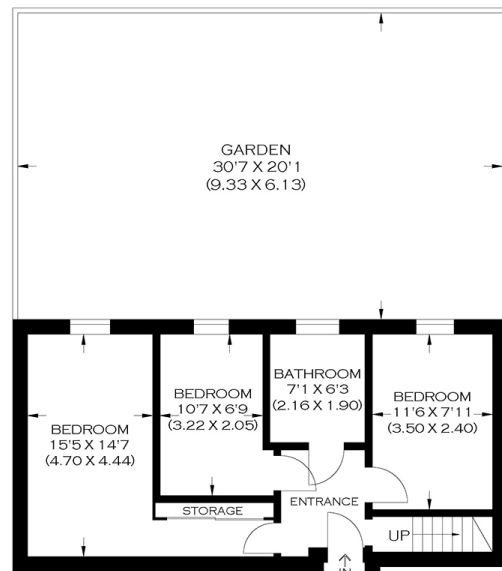 GARDEN
30'7 X 20'1
(9.33 X 6.13)
BEDROOM
15'5 X 14'7
(4.70 X 4.44)
BEDROOM
10'7 X 6'9
(3.22 X 2.05)
BATHROOM
7'1 X 6'3
(2.16 X 1.90)
BEDROOM
11'6 X 7'11
(3.50 X 2.40)
STORAGE
ENTRANCE
UP
IN